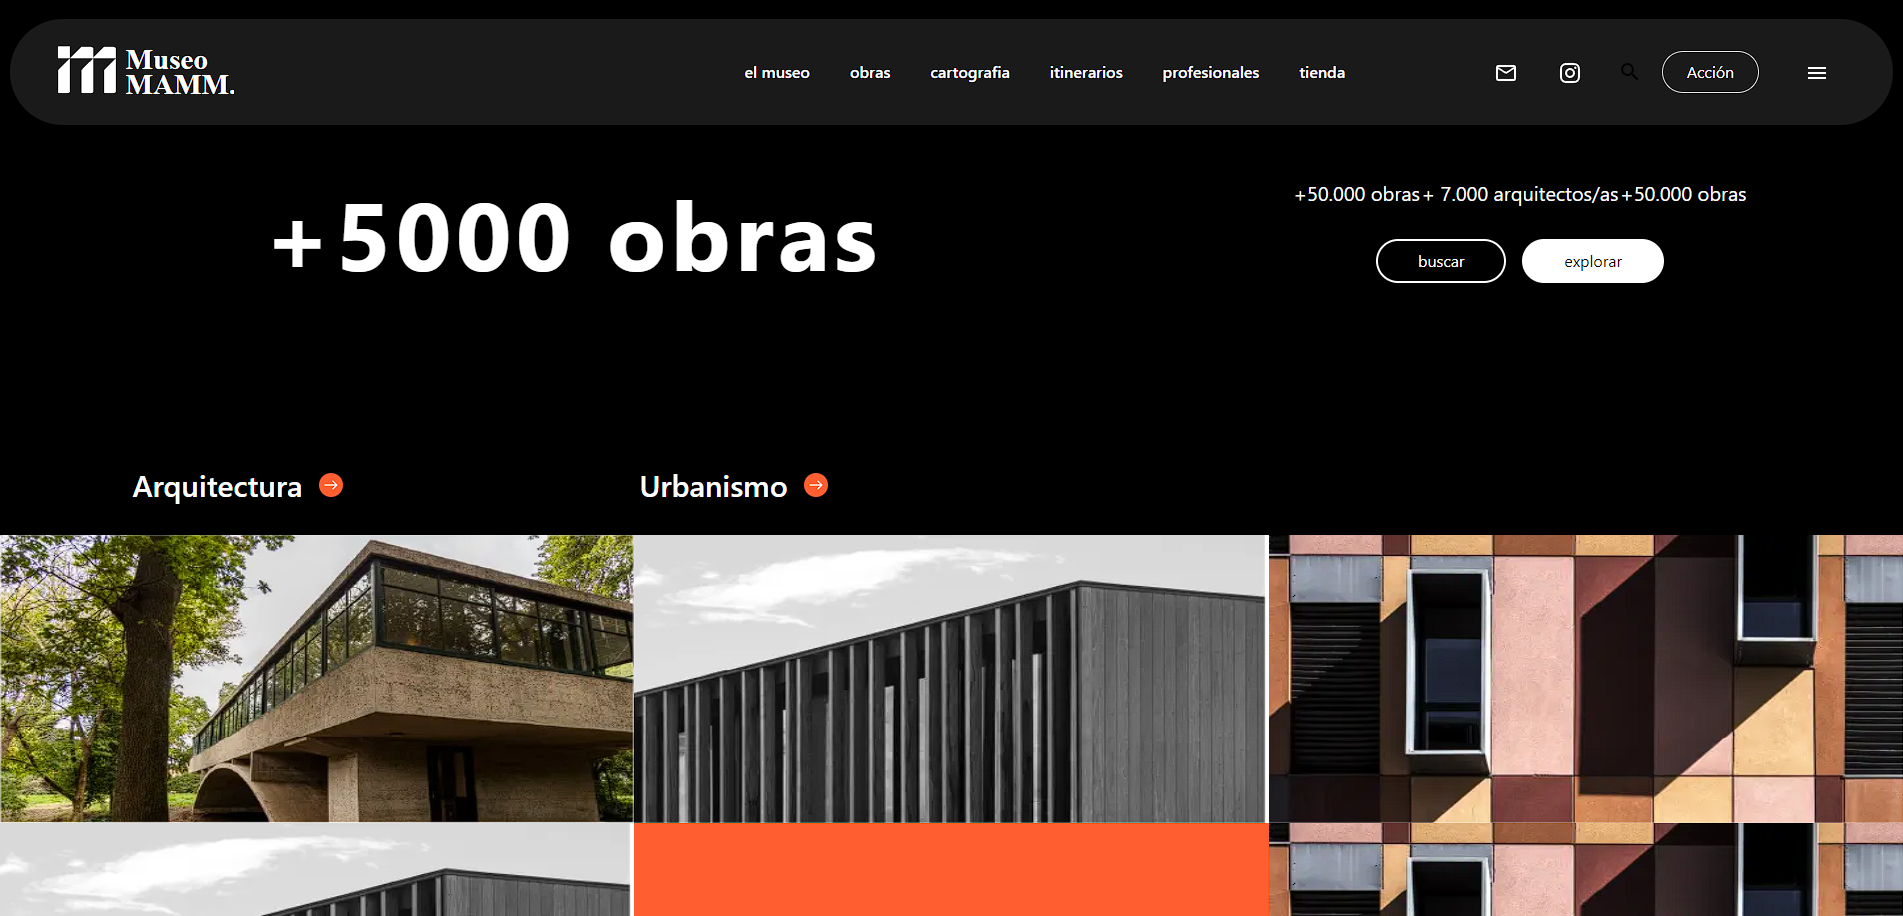 Museo
MAMM.
el museo
obras
cartografia
itinerarios
profesionales
tienda
Acción
+5000 obras
+50.000 obras+ 7.000 arquitectos/as+50.000 obras
buscar
explorar
Arquitectura
Urbanismo